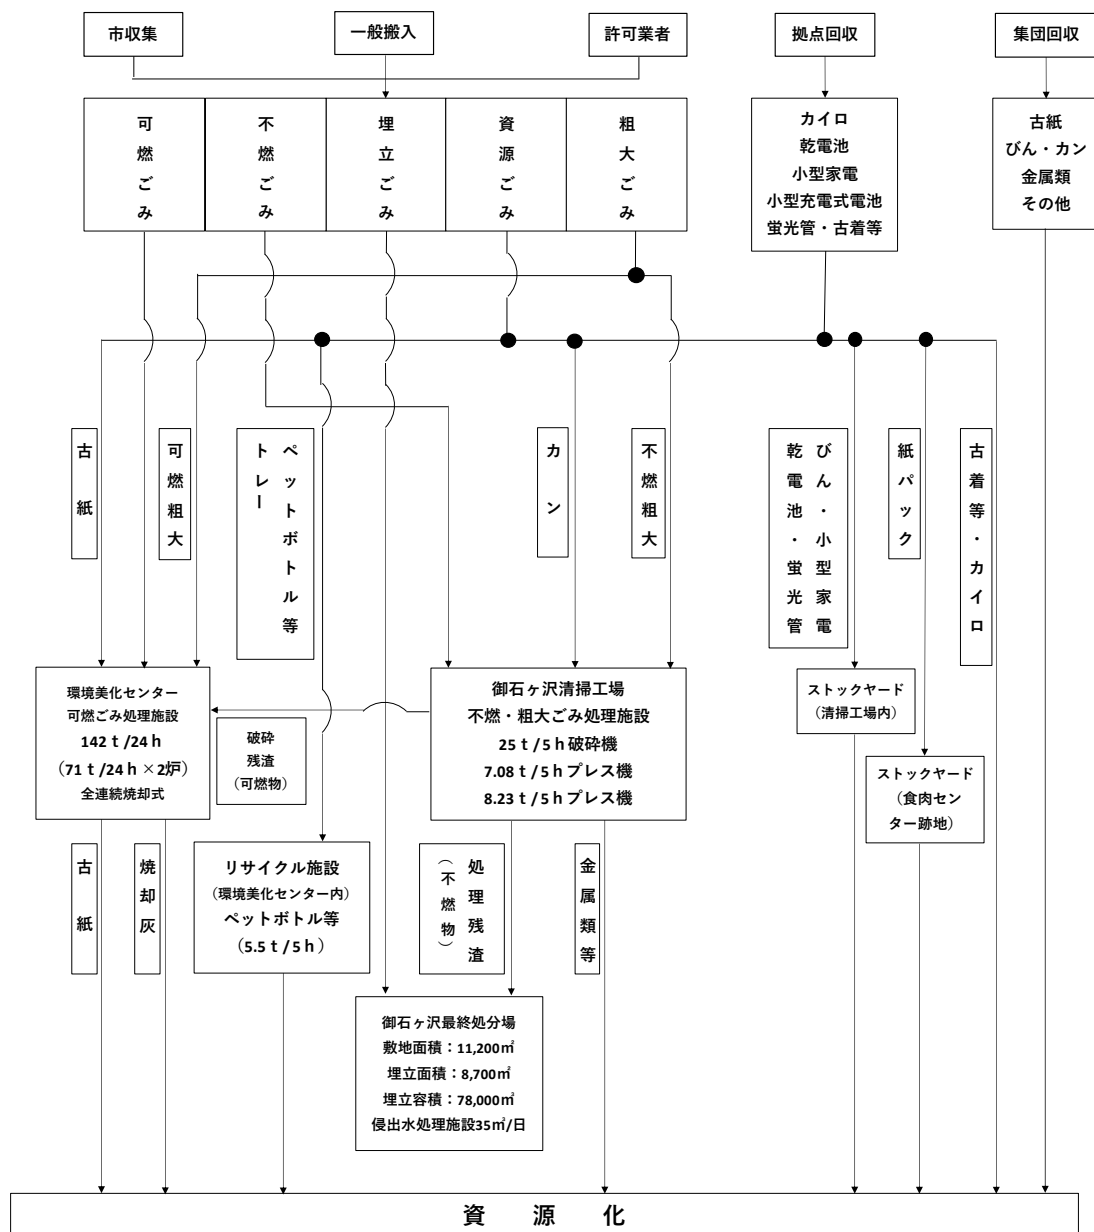 市収集
一般搬入
許可業者
拠点回収
集団回収
可燃ごみ
不燃ごみ
埋立ごみ
資源ごみ
粗大ごみ
カイロ
乾電池
小型家電
小型充電式電池
蛍光管・古着等
古紙
びん・カン
金属類
その他
古紙
可燃粗大
ペットボトル等
トレー
カン
不燃粗大
びん・小型家電
乾電池・蛍光管
紙パック
古着等・カイロ
環境美化センター
可燃ごみ処理施設
142ｔ/24ｈ
（71ｔ/24ｈ×2炉）
全連続焼却式
破砕
残渣
（可燃物）
御石ヶ沢清掃工場
不燃・粗大ごみ処理施設
25ｔ/5ｈ破砕機
7.08ｔ/5ｈプレス機
8.23ｔ/5ｈプレス機
ストックヤード
（清掃工場内）
ストックヤード
（食肉セン
ター跡地）
古紙
焼却灰
リサイクル施設
（環境美化センター内）
ペットボトル等
（5.5ｔ/5ｈ）
処理残渣
（不燃物）
金属類等
御石ヶ沢最終処分場
敷地面積：11,200㎡
埋立面積：8,700㎡
埋立容積：78,000㎥
侵出水処理施設35㎥/日
資源化